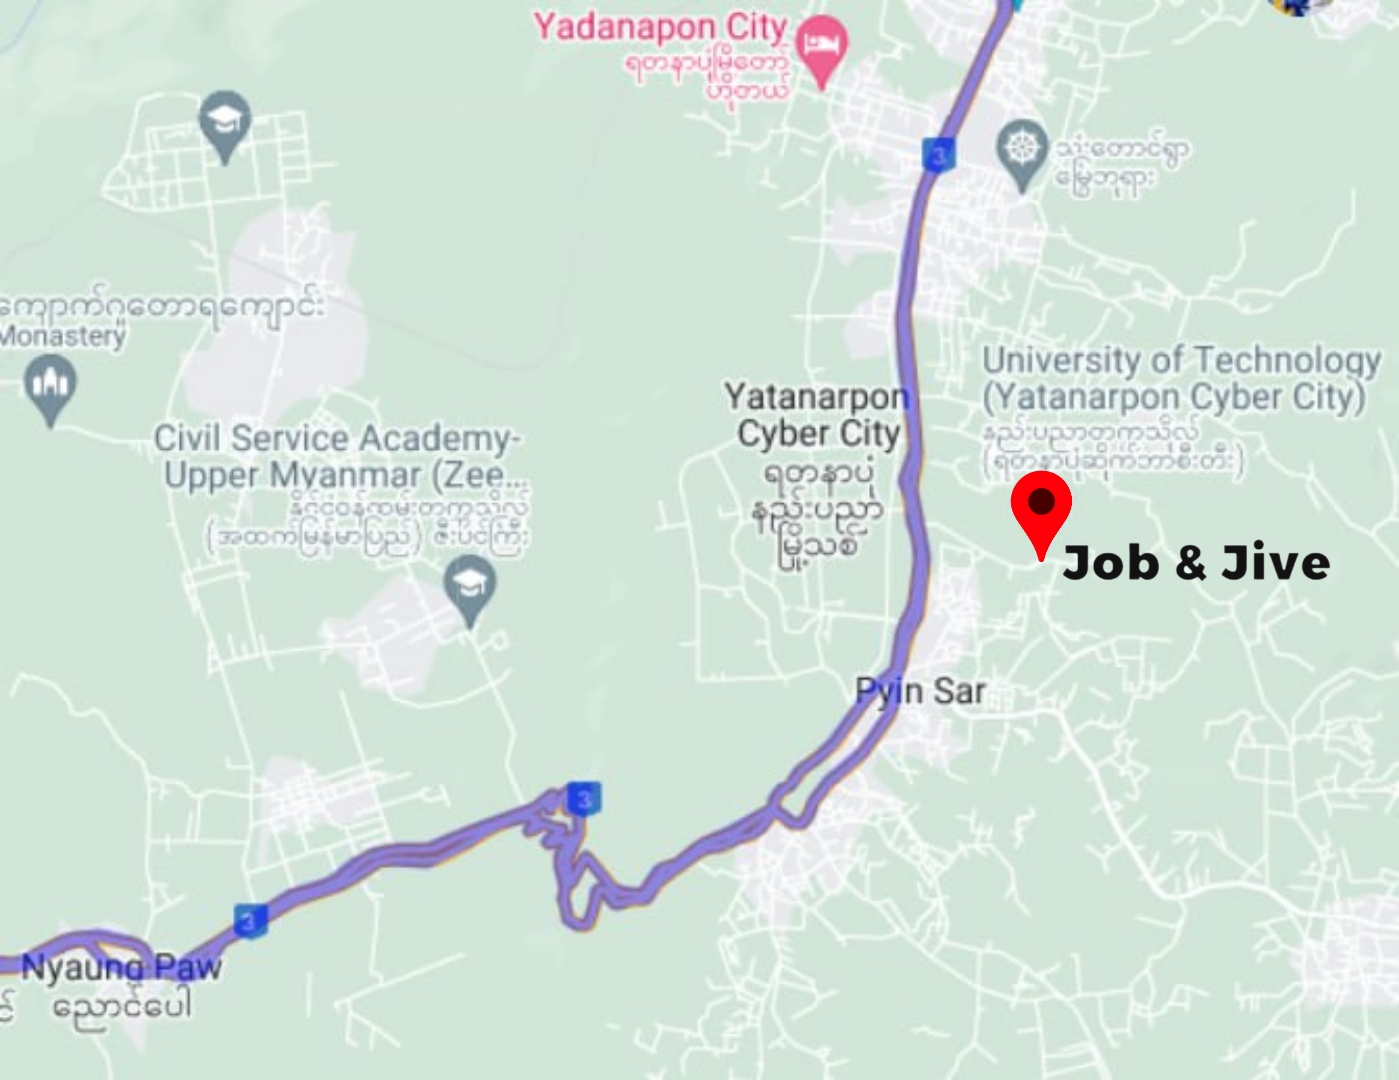 Yadanapon City
ရတနာပုံမြို့တော်
ဟိုတယ်
3
သုံးတောင်ရွာ
မြွေဘုရား
ကျောက်ဂူတောရကျောင်း
Monastery
University of Technology
(Yatanarpon Cyber City)
နည်းပညာတက္ကသိုလ်
(ရတနာပုံဆိုက်ဘာစီးတီး)
Yatanarpon
Cyber City
ရတနာပုံ
နည်းပညာ
မြို့သစ်
Civil Service Academy-
Upper Myanmar (Zee...
နိုင်ငံ့ဝန်ထမ်းတက္ကသိုလ်
(အထက်မြန်မာပြည်) ဇီးပင်ကြီး
Job & Jive
Pyin Sar
3
3
Nyaung Paw
ညောင်ပေါ